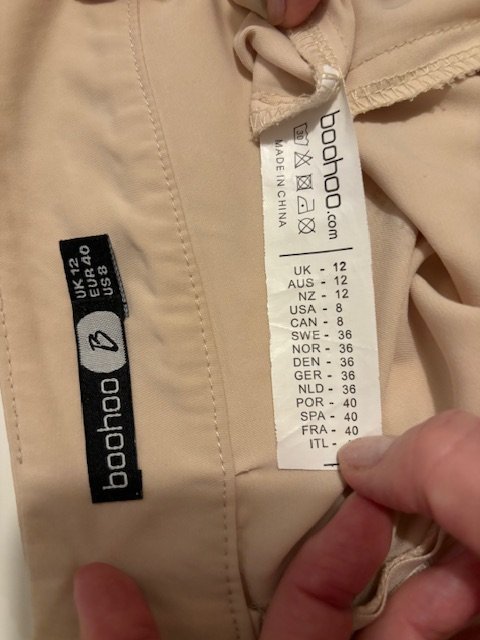 UK 12
EUR 40
US 8
B
boohoo
boohoo.com
30
MADE IN CHINA
UK - 12
AUS - 12
NZ - 12
USA - 8
CAN - 8
SWE - 36
NOR - 36
DEN - 36
GER - 36
NLD - 36
POR - 40
SPA - 40
FRA - 40
ITL -